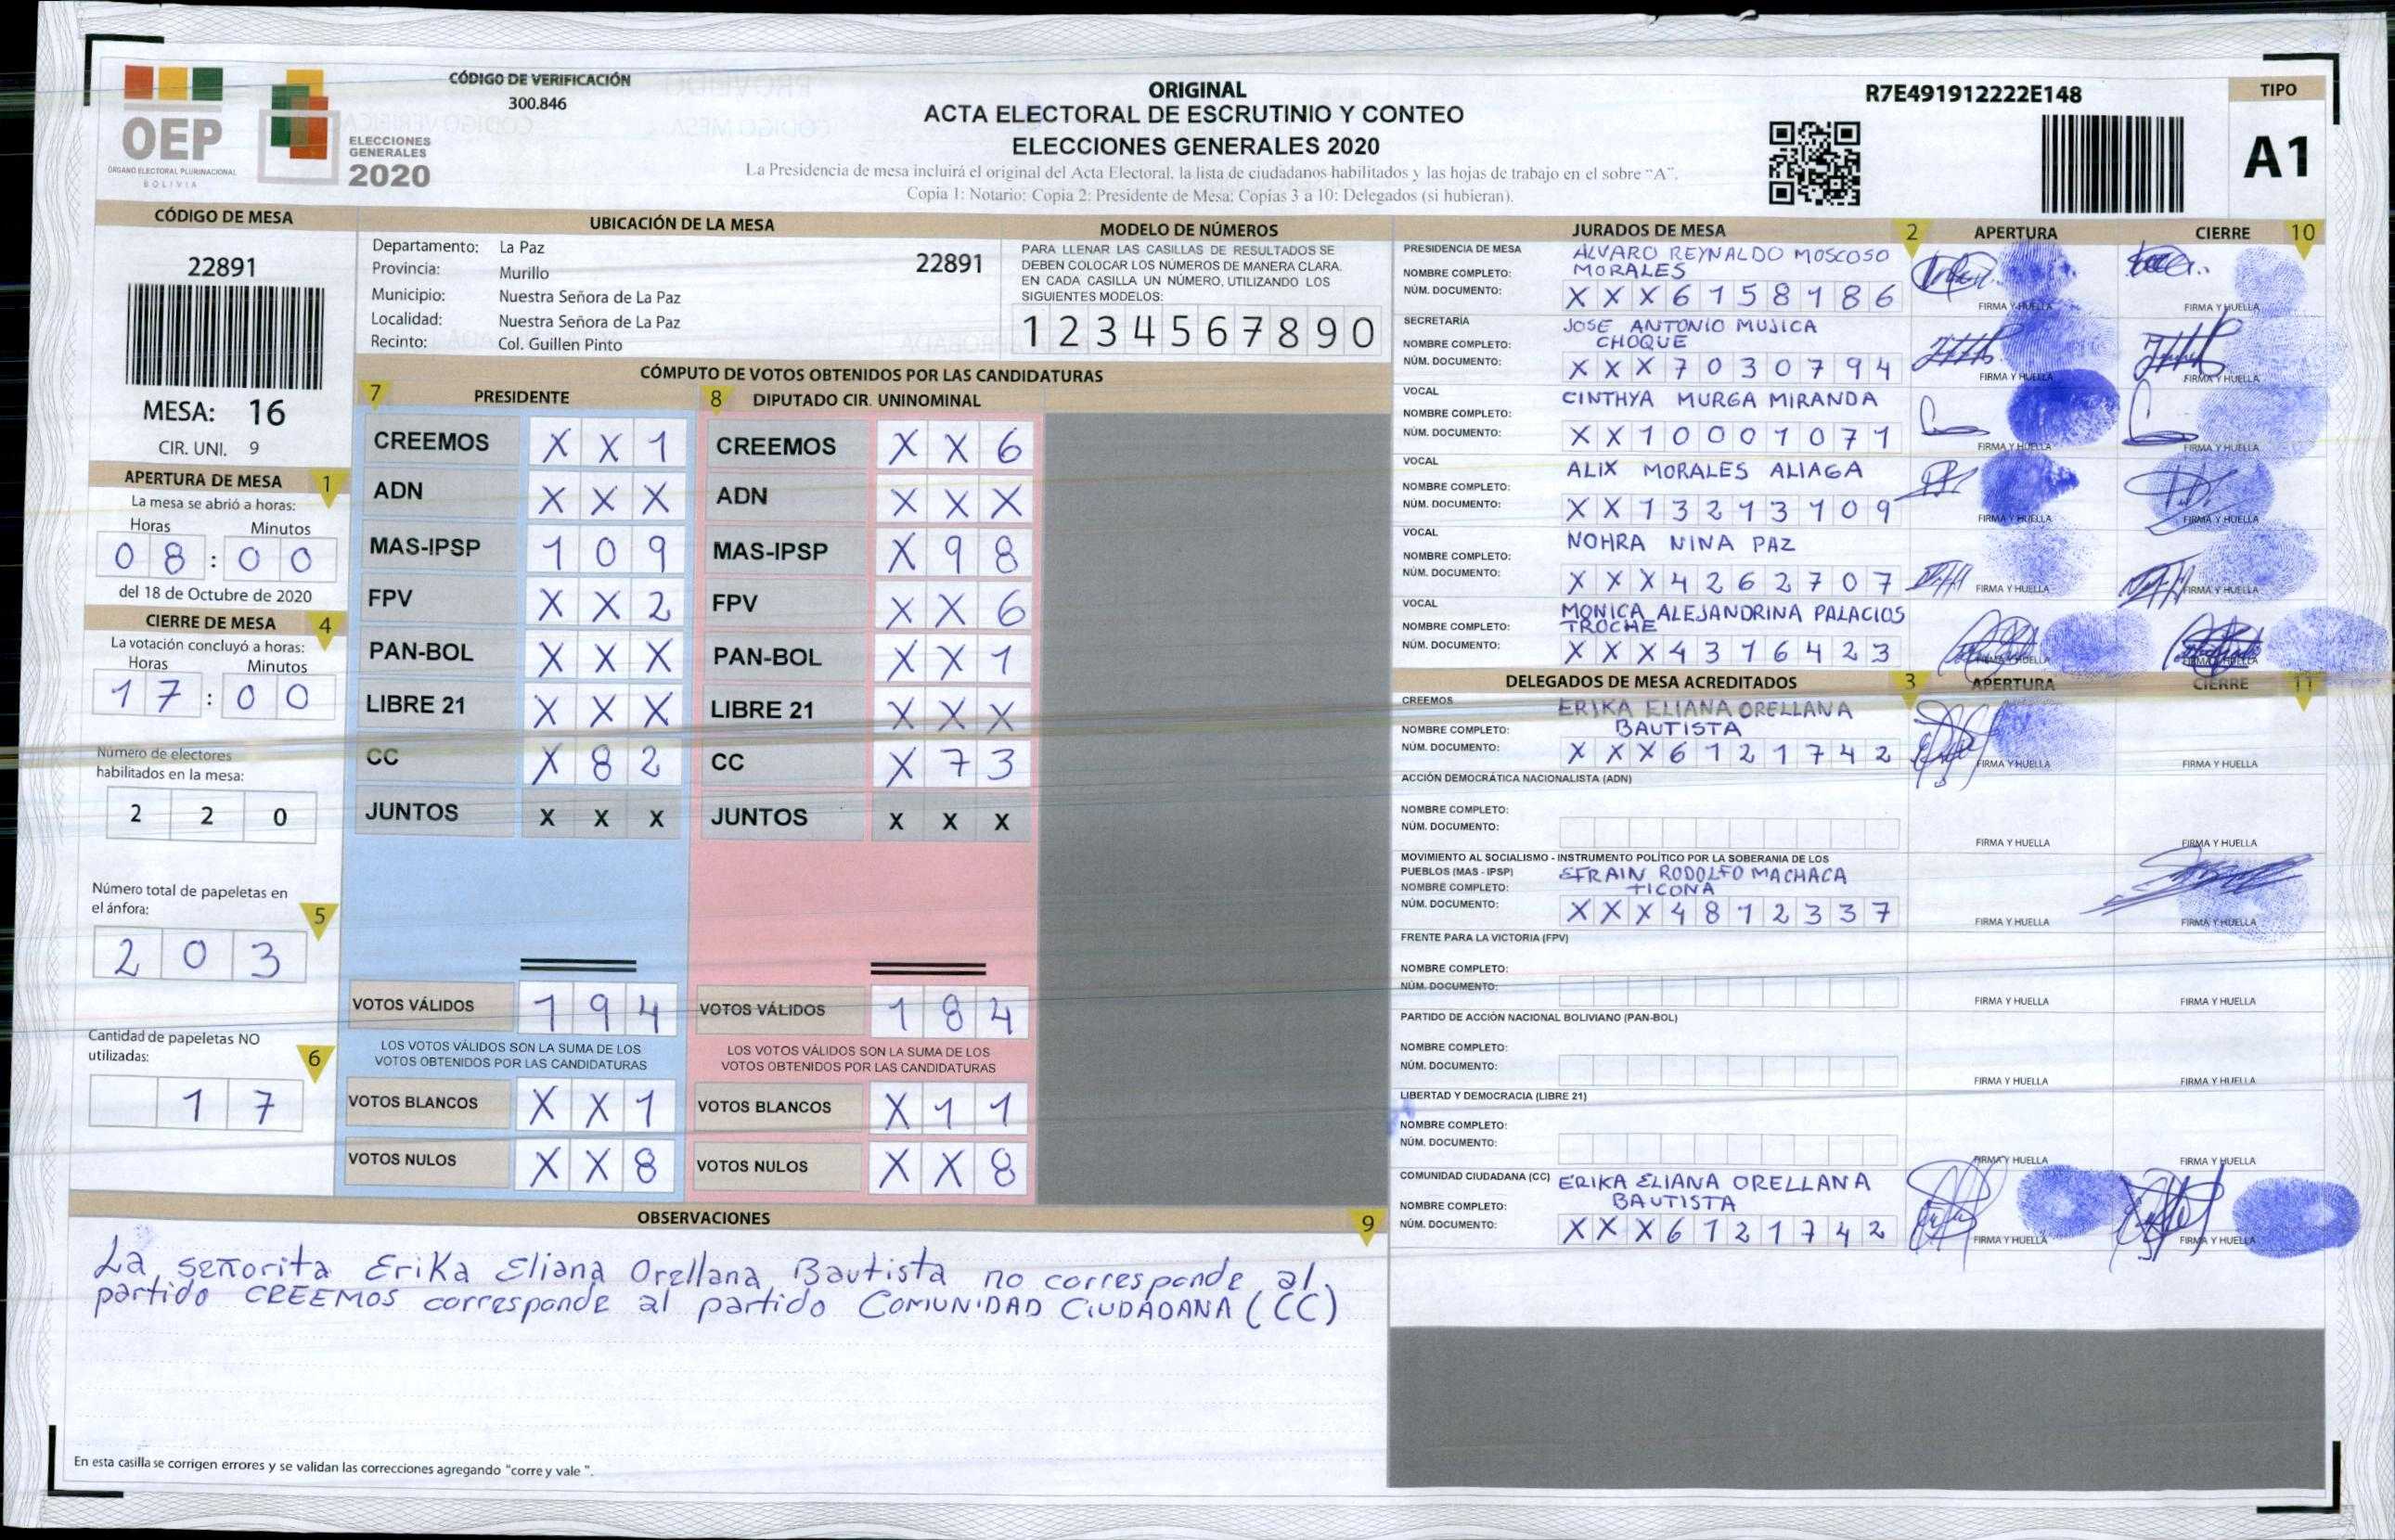 CÓDIGO DE VERIFICACIÓN
300.846
OEP
ÓRGANO ELECTORAL PLURINACIONAL
BOLIVIA
ELECCIONES
GENERALES
2020
ORIGINAL
ACTA ELECTORAL DE ESCRUTINIO Y CONTEO
ELECCIONES GENERALES 2020
La Presidencia de mesa incluirá el original del Acta Electoral, la lista de ciudadanos habilitados y las hojas de trabajo en el sobre "A".
Copia 1: Notario; Copia 2: Presidente de Mesa; Copias 3 a 10: Delegados (si hubieran).
R7E491912222E148
TIPO
A1
CÓDIGO DE MESA
22891
MESA: 16
CIR. UNI. 9
APERTURA DE MESA 1
La mesa se abrió a horas:
Horas Minutos
0 8 : 0 0
del 18 de Octubre de 2020
CIERRE DE MESA 4
La votación concluyó a horas:
Horas Minutos
1 7 : 0 0
Número de electores
habilitados en la mesa:
2 2 0
Número total de papeletas en
el ánfora: 5
2 0 3
Cantidad de papeletas NO
utilizadas: 6
1 7
UBICACIÓN DE LA MESA
Departamento: La Paz 22891
Provincia: Murillo
Municipio: Nuestra Señora de La Paz
Localidad: Nuestra Señora de La Paz
Recinto: Col. Guillen Pinto
MODELO DE NÚMEROS
PARA LLENAR LAS CASILLAS DE RESULTADOS SE
DEBEN COLOCAR LOS NÚMEROS DE MANERA CLARA.
EN CADA CASILLA UN NÚMERO, UTILIZANDO LOS
SIGUIENTES MODELOS:
1 2 3 4 5 6 7 8 9 0
CÓMPUTO DE VOTOS OBTENIDOS POR LAS CANDIDATURAS
7 PRESIDENTE
CREEMOS X X 1
ADN X X X
MAS-IPSP 1 0 9
FPV X X 2
PAN-BOL X X X
LIBRE 21 X X X
CC X 8 2
JUNTOS X X X
VOTOS VÁLIDOS 1 9 4
LOS VOTOS VÁLIDOS SON LA SUMA DE LOS
VOTOS OBTENIDOS POR LAS CANDIDATURAS
VOTOS BLANCOS X X 1
VOTOS NULOS X X 8
8 DIPUTADO CIR. UNINOMINAL
CREEMOS X X 6
ADN X X X
MAS-IPSP X 9 8
FPV X X 6
PAN-BOL X X 1
LIBRE 21 X X X
CC X 7 3
JUNTOS X X X
VOTOS VÁLIDOS 1 8 4
LOS VOTOS VÁLIDOS SON LA SUMA DE LOS
VOTOS OBTENIDOS POR LAS CANDIDATURAS
VOTOS BLANCOS X 1 1
VOTOS NULOS X X 8
OBSERVACIONES 9
La señorita Erika Eliana Orellana Bautista no corresponde al
partido CREEMOS corresponde al partido COMUNIDAD CIUDADANA (CC)
En esta casilla se corrigen errores y se validan las correcciones agregando "corre y vale ".
JURADOS DE MESA 2 APERTURA CIERRE 10
PRESIDENCIA DE MESA ALVARO REYNALDO MOSCOSO
NOMBRE COMPLETO: MORALES
NÚM. DOCUMENTO: X X X 6 1 5 8 1 8 6 FIRMA Y HUELLA FIRMA Y HUELLA
SECRETARÍA JOSE ANTONIO MUJICA
NOMBRE COMPLETO: CHOQUE
NÚM. DOCUMENTO: X X X 7 0 3 0 7 9 4 FIRMA Y HUELLA FIRMA Y HUELLA
VOCAL CINTHYA MURGA MIRANDA
NOMBRE COMPLETO:
NÚM. DOCUMENTO: X X 1 0 0 0 1 0 7 1 FIRMA Y HUELLA FIRMA Y HUELLA
VOCAL ALIX MORALES ALIAGA
NOMBRE COMPLETO:
NÚM. DOCUMENTO: X X 1 3 2 1 3 1 0 9 FIRMA Y HUELLA FIRMA Y HUELLA
VOCAL NOHRA NINA PAZ
NOMBRE COMPLETO:
NÚM. DOCUMENTO: X X X 4 2 6 2 7 0 7 FIRMA Y HUELLA FIRMA Y HUELLA
VOCAL MONICA ALEJANDRINA PALACIOS
NOMBRE COMPLETO: TROCHE
NÚM. DOCUMENTO: X X X 4 3 1 6 4 2 3 FIRMA Y HUELLA FIRMA Y HUELLA
DELEGADOS DE MESA ACREDITADOS 3 APERTURA CIERRE 11
CREEMOS ERIKA ELIANA ORELLANA
NOMBRE COMPLETO: BAUTISTA
NÚM. DOCUMENTO: X X X 6 1 2 1 7 4 2 FIRMA Y HUELLA FIRMA Y HUELLA
ACCIÓN DEMOCRÁTICA NACIONALISTA (ADN)
NOMBRE COMPLETO:
NÚM. DOCUMENTO: FIRMA Y HUELLA FIRMA Y HUELLA
MOVIMIENTO AL SOCIALISMO - INSTRUMENTO POLÍTICO POR LA SOBERANIA DE LOS
PUEBLOS (MAS - IPSP) EFRAIN RODOLFO MACHACA
NOMBRE COMPLETO: TICONA
NÚM. DOCUMENTO: X X X 4 8 1 2 3 3 7 FIRMA Y HUELLA FIRMA Y HUELLA
FRENTE PARA LA VICTORIA (FPV)
NOMBRE COMPLETO:
NÚM. DOCUMENTO: FIRMA Y HUELLA FIRMA Y HUELLA
PARTIDO DE ACCIÓN NACIONAL BOLIVIANO (PAN-BOL)
NOMBRE COMPLETO:
NÚM. DOCUMENTO: FIRMA Y HUELLA FIRMA Y HUELLA
LIBERTAD Y DEMOCRACIA (LIBRE 21)
NOMBRE COMPLETO:
NÚM. DOCUMENTO: FIRMA Y HUELLA FIRMA Y HUELLA
COMUNIDAD CIUDADANA (CC) ERIKA ELIANA ORELLANA
NOMBRE COMPLETO: BAUTISTA
NÚM. DOCUMENTO: X X X 6 1 2 1 7 4 2 FIRMA Y HUELLA FIRMA Y HUELLA